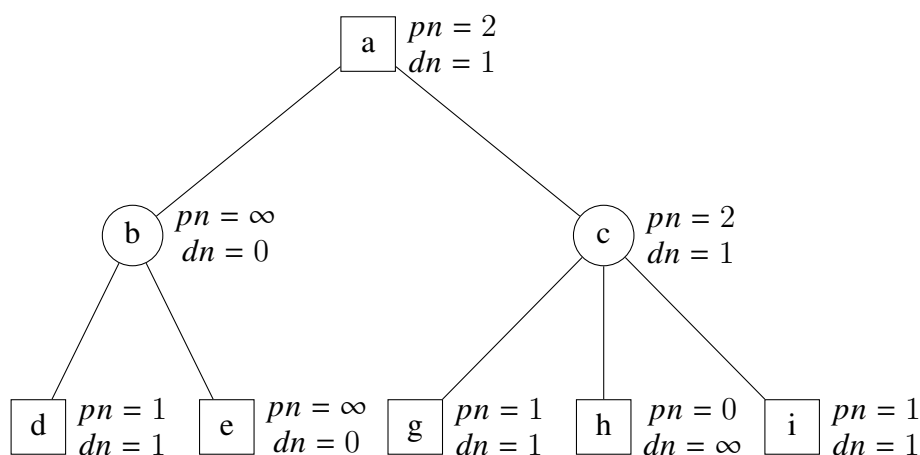 a
pn = 2
dn = 1
b
pn = ∞
dn = 0
c
pn = 2
dn = 1
d
pn = 1
dn = 1
e
pn = ∞
dn = 0
g
pn = 1
dn = 1
h
pn = 0
dn = ∞
i
pn = 1
dn = 1